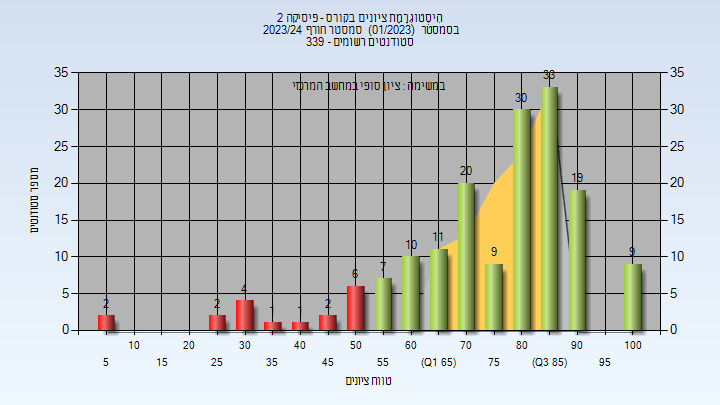 היסטוגרמת ציונים בקורס - פיסיקה 2
בסמסטר (01/2023) סמסטר חורף 2023/24
סטודנטים רשומים - 339
במשימה : ציון סופי במחשב המרכזי
מספר סטודנטים
35 35
30 30
25 25
20 20
15 15
10 10
5 5
0 0
2 2 4 1 1 2 6 7 10 11 20 9 30 33 19 9
10 20 30 40 50 60 70 80 90 100
5 15 25 35 45 55 (Q1 65) 75 (Q3 85) 95
טווח ציונים